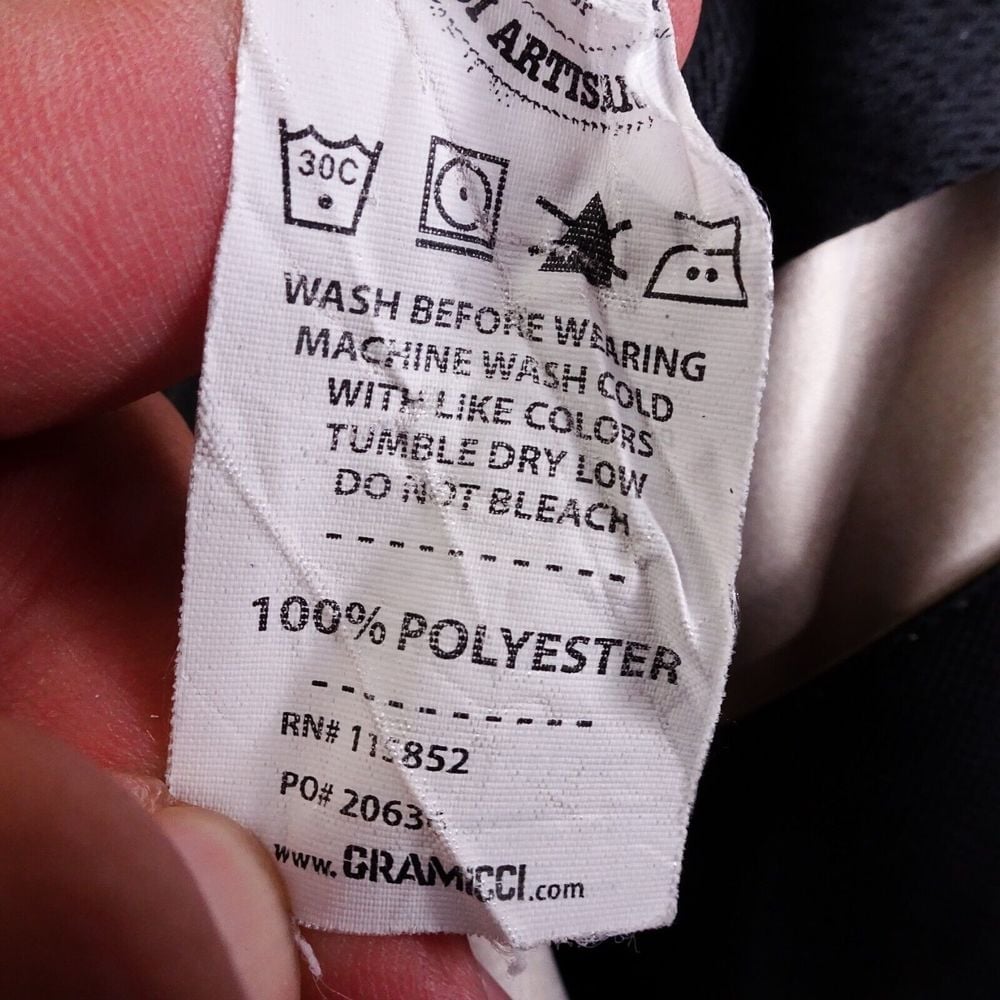 ARTISAN
30C
WASH BEFORE WEARING
MACHINE WASH COLD
WITH LIKE COLORS
TUMBLE DRY LOW
DO NOT BLEACH
100% POLYESTER
RN#
PO#
www.GRAMICCI.com